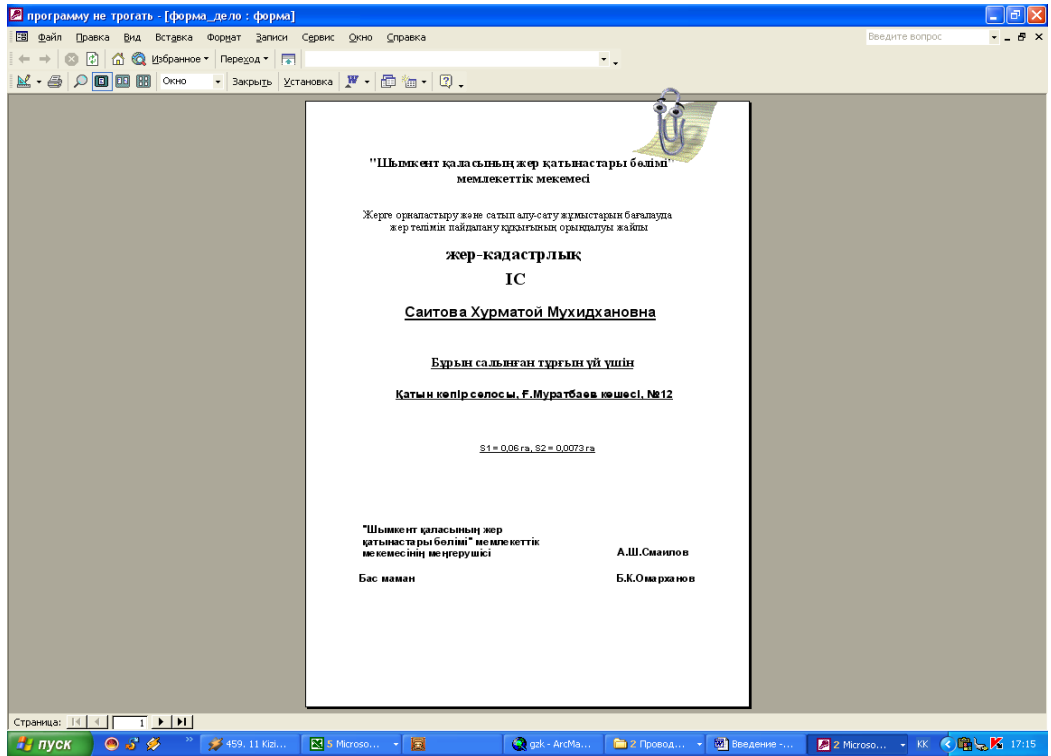 программу не трогать - [форма_дело : форма]
Файл Правка Вид Вставка Формат Записи Сервис Окно Справка Введите вопрос
Избранное Переход
Окно Закрыть Установка
"Шымкент қаласының жер қатынастары бөлімі"
мемлекеттік мекемесі
Жерге орналастыру және сатып алу-сату жұмыстарын бағалауда
жер телімін пайдалану құқығының орындалуы жайлы
жер-кадастрлық
ІС
Саитова Хурматой Мухидхановна
Бұрын салынған тұрғын үй үшін
Қатын көпір селосы, Ғ.Муратбаев көшесі, №12
S1 = 0,06 га, S2 = 0,0073 га
"Шымкент қаласының жер
қатынастары бөлімі" мемлекеттік
мекемесінің меңгерушісі А.Ш.Смаилов
Бас маман Б.К.Омарханов
Страница: 1
пуск 459. 11 Kizi... 5 Microso... gzk - ArcMa... 2 Провод... Введение -... 2 Microso... KK 17:15